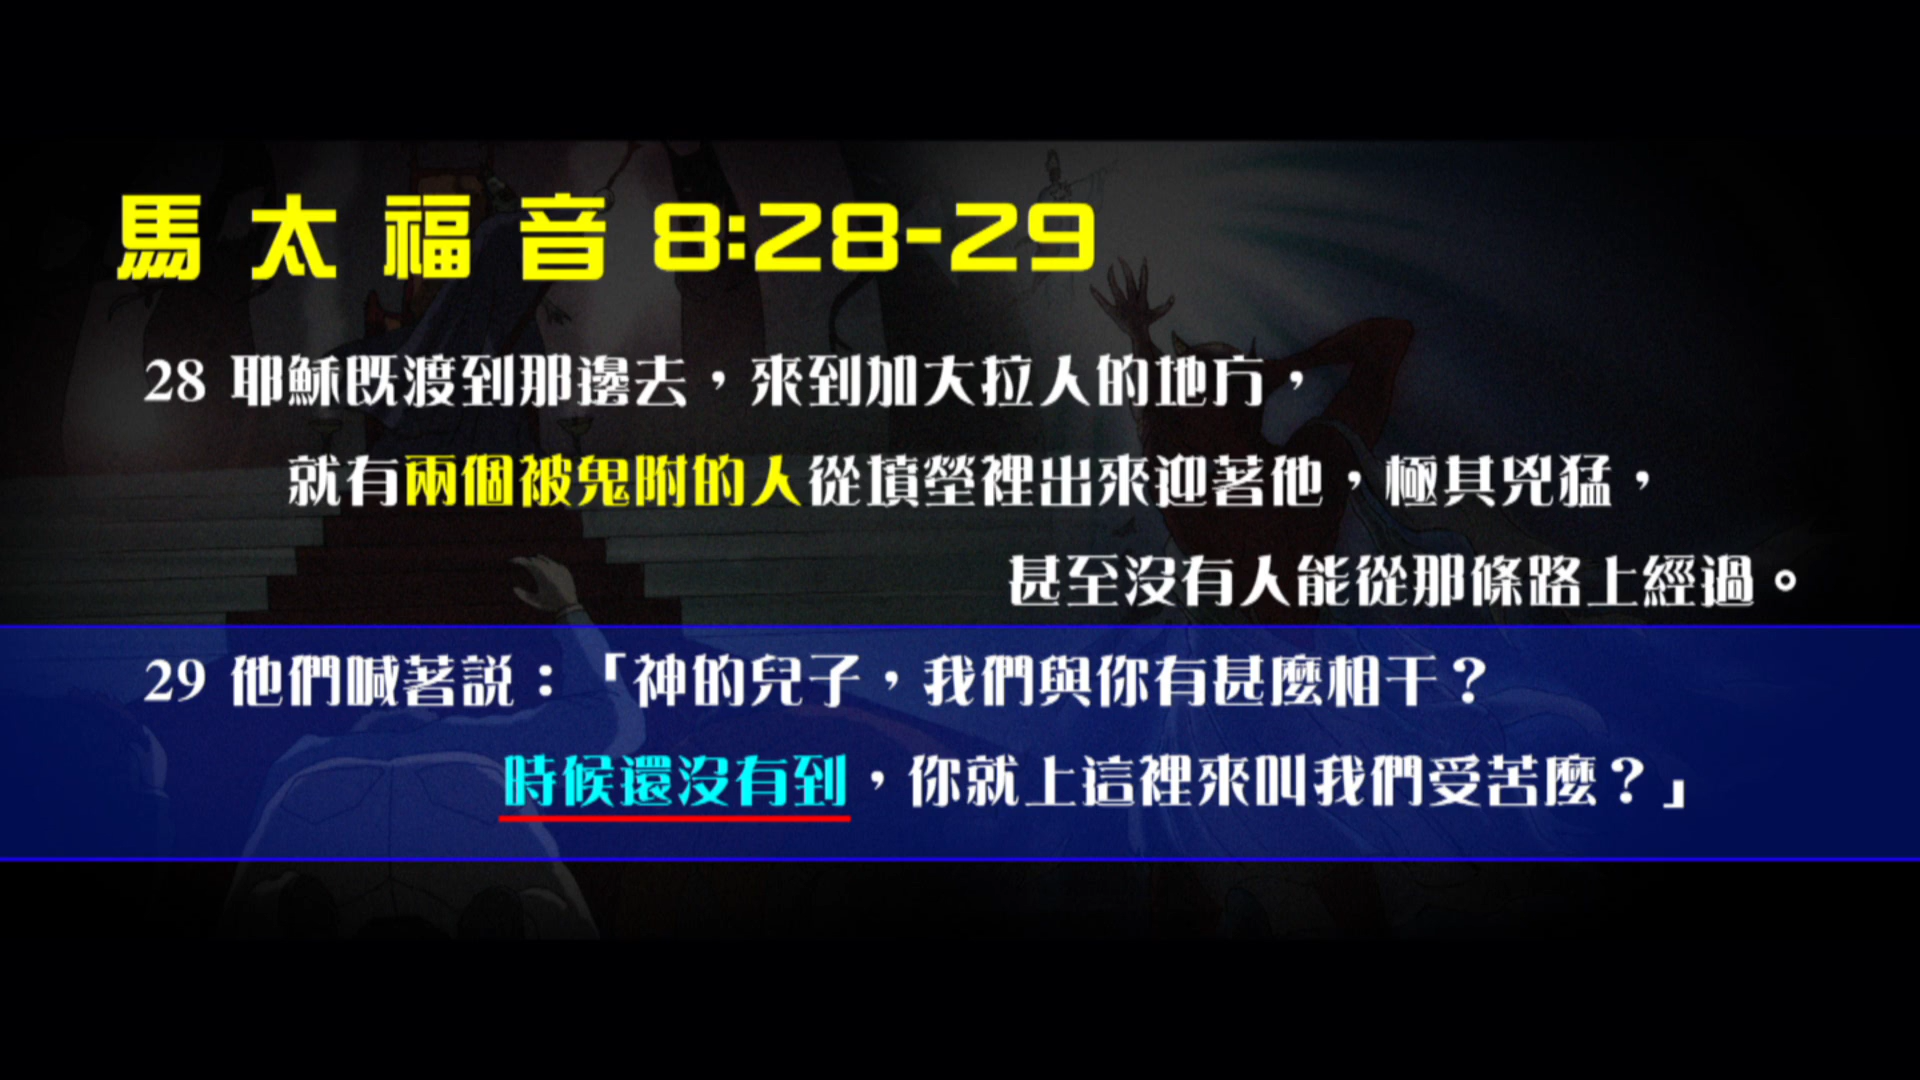 馬太福音 8:28-29
28 耶穌既渡到那邊去，來到加大拉人的地方，
就有兩個被鬼附的人從墳塋裡出來迎著他，極其兇猛，
甚至沒有人能從那條路上經過。
29 他們喊著說：「神的兒子，我們與你有甚麼相干？
時候還沒有到，你就上這裡來叫我們受苦麼？」